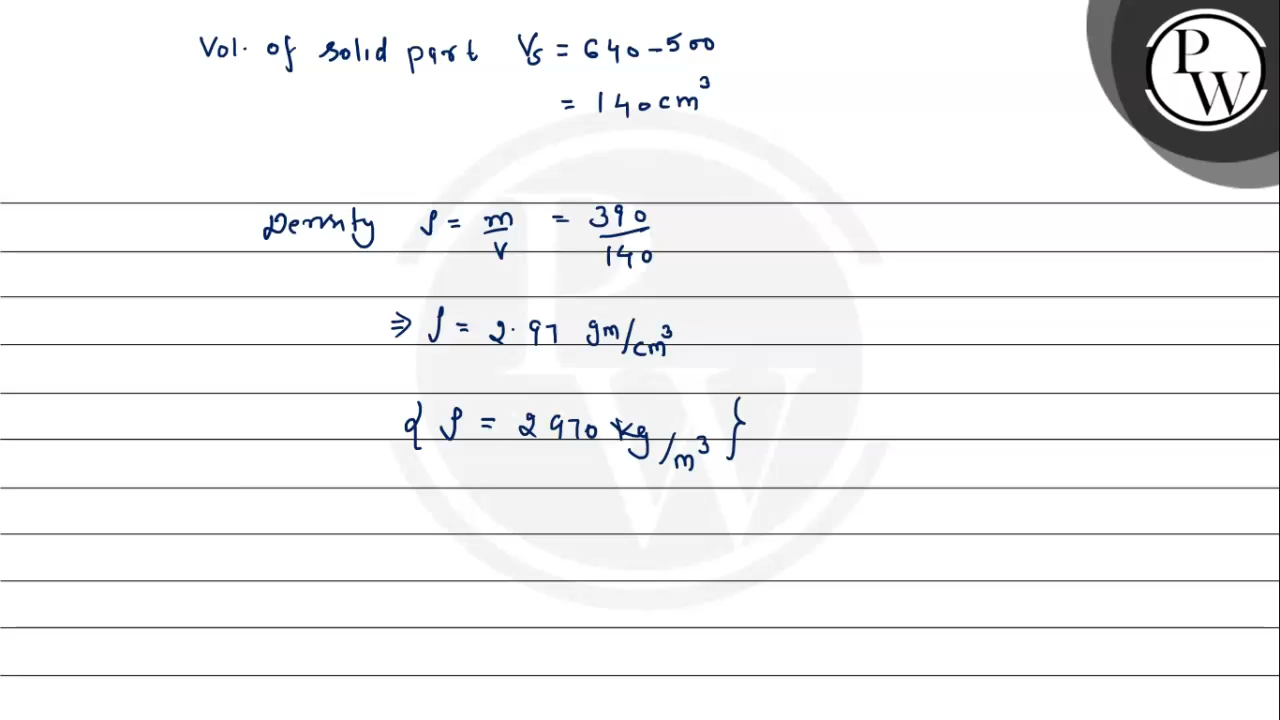 Vol. of solid part Vs = 640 - 500
= 140 cm³
Density ρ = m/v = 390/140
⇒ ρ = 2.97 gm/cm³
{ ρ = 2970 kg/m³ }
PW